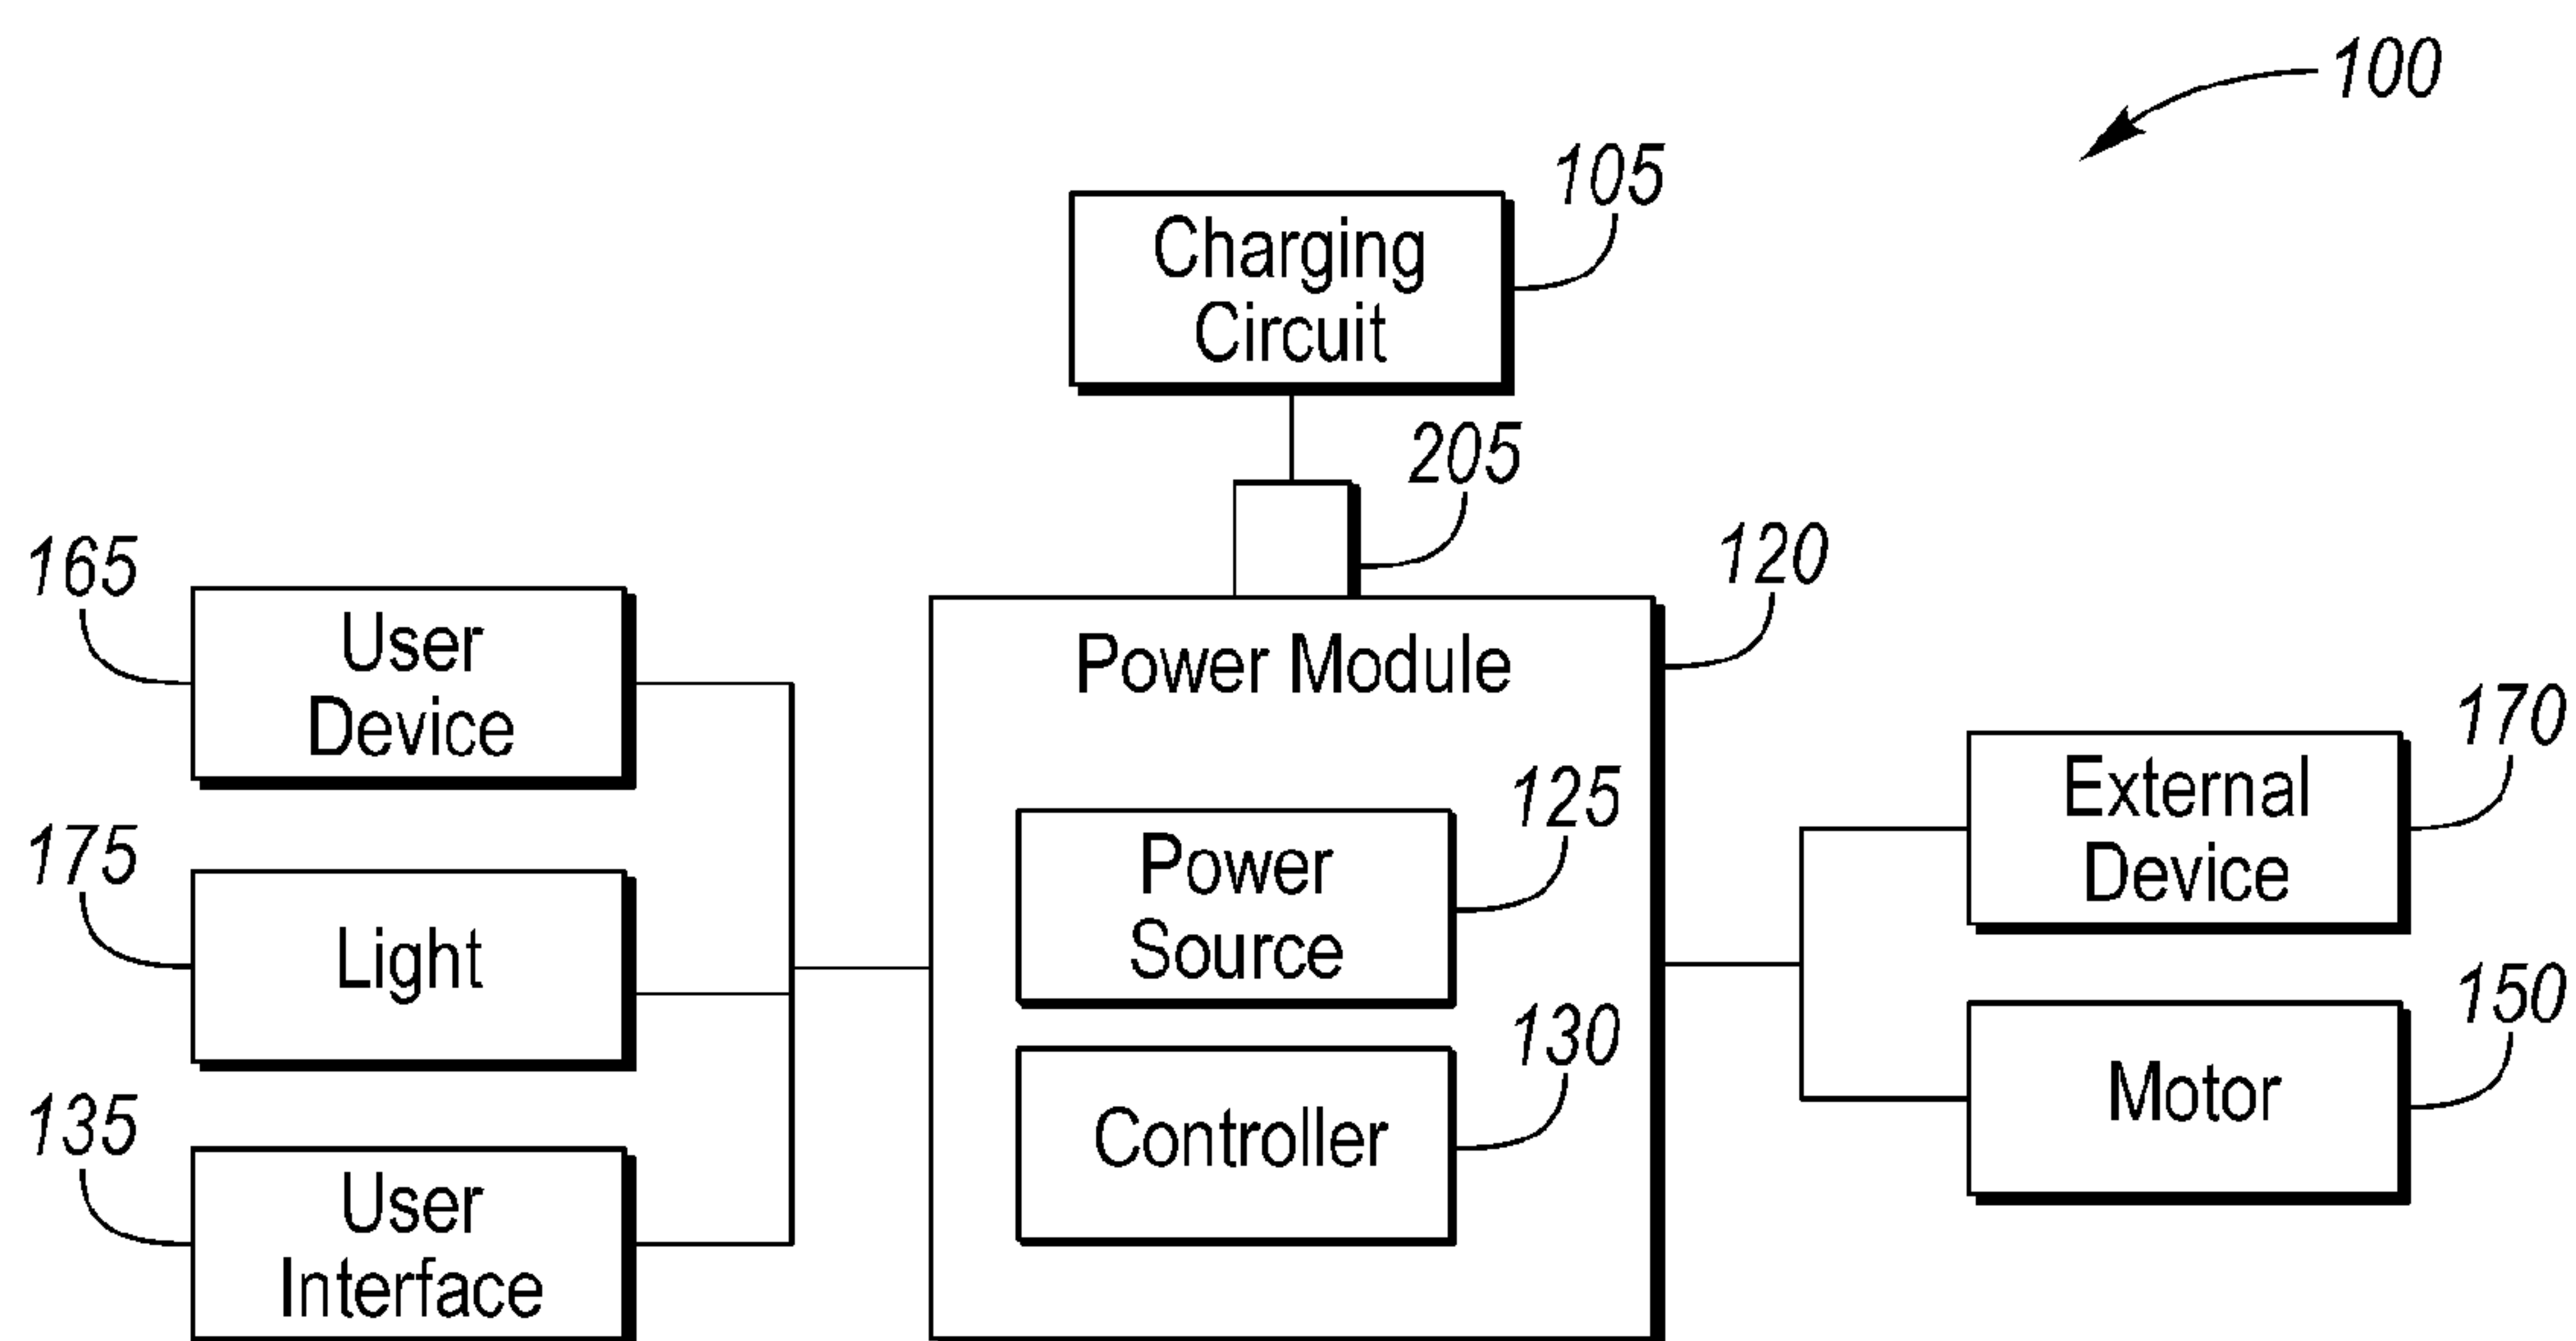 100
105
Charging
Circuit
205
165
120
User
Device
Power Module
170
175
125
External
Device
Light
Power
Source
150
135
130
Motor
User
Interface
Controller